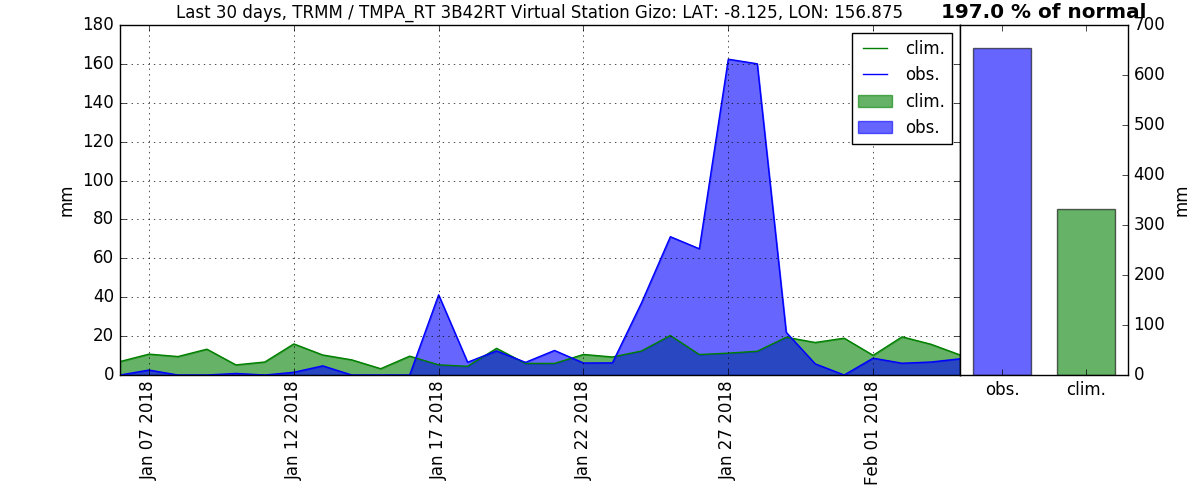 Last 30 days, TRMM / TMPA_RT 3B42RT Virtual Station Gizo: LAT: -8.125, LON: 156.875
197.0 % of normal
180
160
140
120
100
80
60
40
20
0
mm
clim.
obs.
clim.
obs.
Jan 07 2018
Jan 12 2018
Jan 17 2018
Jan 22 2018
Jan 27 2018
Feb 01 2018
700
600
500
400
300
200
100
0
mm
obs.
clim.